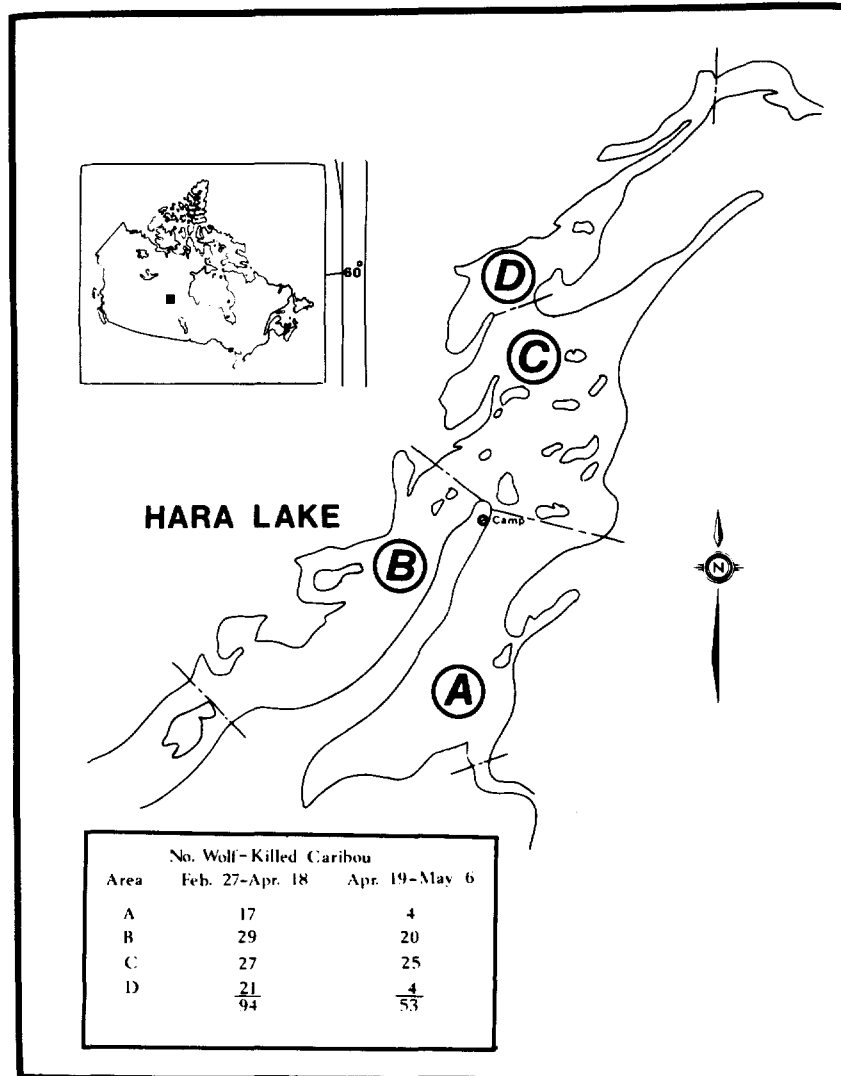 60°
D
C
HARA LAKE
Camp
B
N
A
No. Wolf-Killed Caribou
Area Feb. 27-Apr. 18 Apr. 19-May 6
A 17 4
B 29 20
C 27 25
D 21 4
94 53